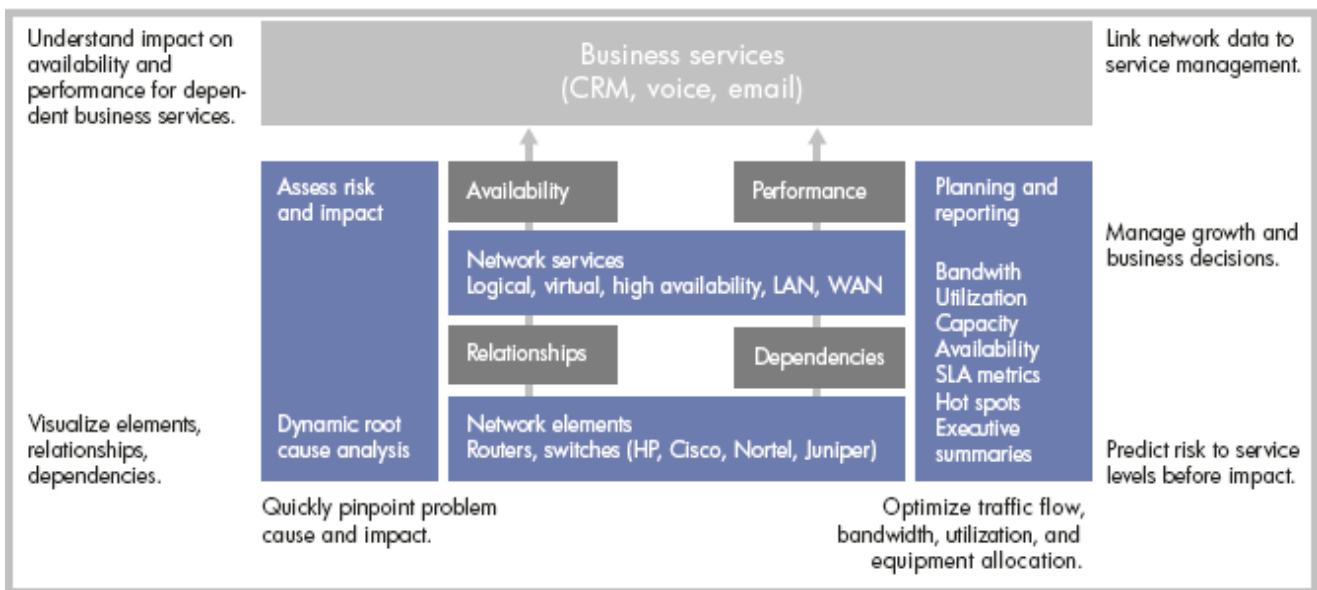 Understand impact on
availability and
performance for depen-
dent business services.
Business services
(CRM, voice, email)
Link network data to
service management.
Assess risk
and impact
Availability
Performance
Planning and
reporting
Network services
Logical, virtual, high availability, LAN, WAN
Manage growth and
business decisions.
Bandwith
Utilization
Capacity
Availability
SLA metrics
Hot spots
Executive
summaries
Relationships
Dependencies
Visualize elements,
relationships,
dependencies.
Dynamic root
cause analysis
Network elements
Routers, switches (HP, Cisco, Nortel, Juniper)
Predict risk to service
levels before impact.
Quickly pinpoint problem
cause and impact.
Optimize traffic flow,
bandwidth, utilization, and
equipment allocation.